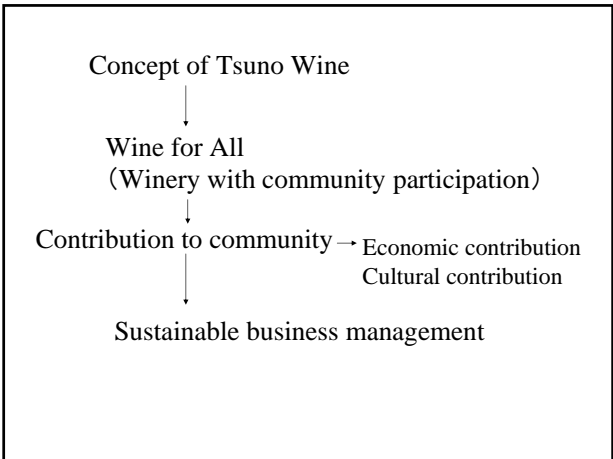 Concept of Tsuno Wine
Wine for All
（Winery with community participation）
Contribution to community
Economic contribution
Cultural contribution
Sustainable business management